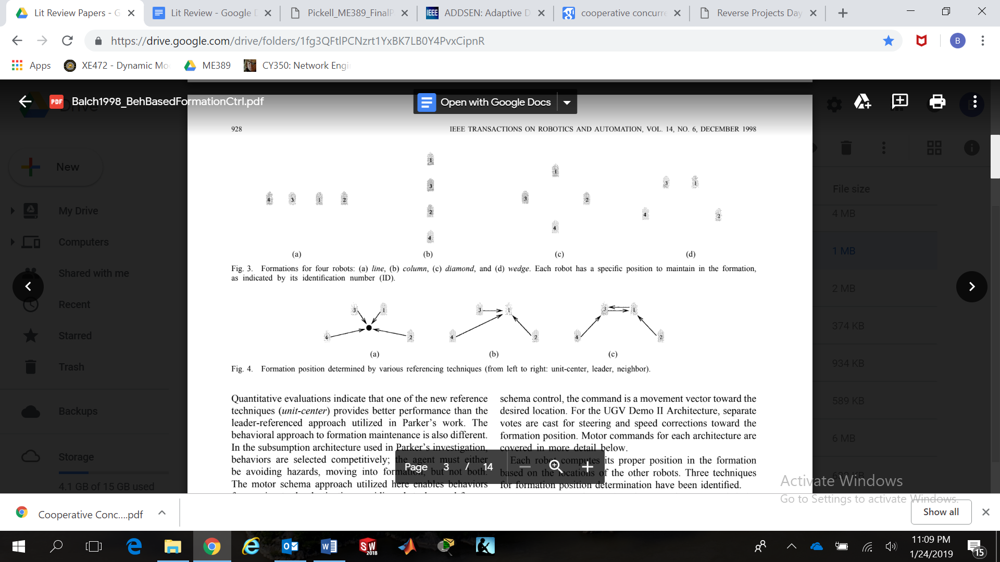 Lit Review Papers - G
Lit Review - Google D
Pickell_ME389_FinalP
IEEE
ADDSEN: Adaptive D
cooperative concurre
Reverse Projects Day
https://drive.google.com/drive/folders/1fg3QFtlPCNzrt1YxBK7LB0Y4PvxCipnR
B
Apps
XE472 - Dynamic Mo
ME389
CY350: Network Engi
PDF
Balch1998_BehBasedFormationCtrl.pdf
Drive
Open with Google Docs
928
IEEE TRANSACTIONS ON ROBOTICS AND AUTOMATION, VOL. 14, NO. 6, DECEMBER 1998
New
My Drive
Computers
Shared with me
Recent
Starred
Trash
Backups
Storage
4.1 GB of 15 GB used
File size
4 MB
1 MB
2 MB
374 KB
934 KB
589 KB
6 MB
4 3 1 2
1
3
2
4
1
3 2
4
3 1
4 2
(a) (b) (c) (d)
Fig. 3. Formations for four robots: (a) line, (b) column, (c) diamond, and (d) wedge. Each robot has a specific position to maintain in the formation,
as indicated by its identification number (ID).
3 1 3 1 3 1
4 2 4 2 4 2
(a) (b) (c)
Fig. 4. Formation position determined by various referencing techniques (from left to right: unit-center, leader, neighbor).
Quantitative evaluations indicate that one of the new reference
techniques (unit-center) provides better performance than the
leader-referenced approach utilized in Parker's work. The
behavioral approach to formation maintenance is also different.
In the subsumption architecture used in Parker's investigation,
behaviors are selected competitively; the agent must either
be avoiding hazards, moving into formation, but not both.
The motor schema approach utilized here enables behaviors
schema control, the command is a movement vector toward the
desired location. For the UGV Demo II Architecture, separate
votes are cast for steering and speed corrections toward the
formation position. Motor commands for each architecture are
covered in more detail below.
Each robot computes its proper position in the formation
based on the locations of the other robots. Three techniques
for formation position determination have been identified.
Page 3 / 14
Activate Windows
Go to Settings to activate Windows.
Cooperative Conc....pdf
Show all
SW
2018
11:09 PM
1/24/2019
15